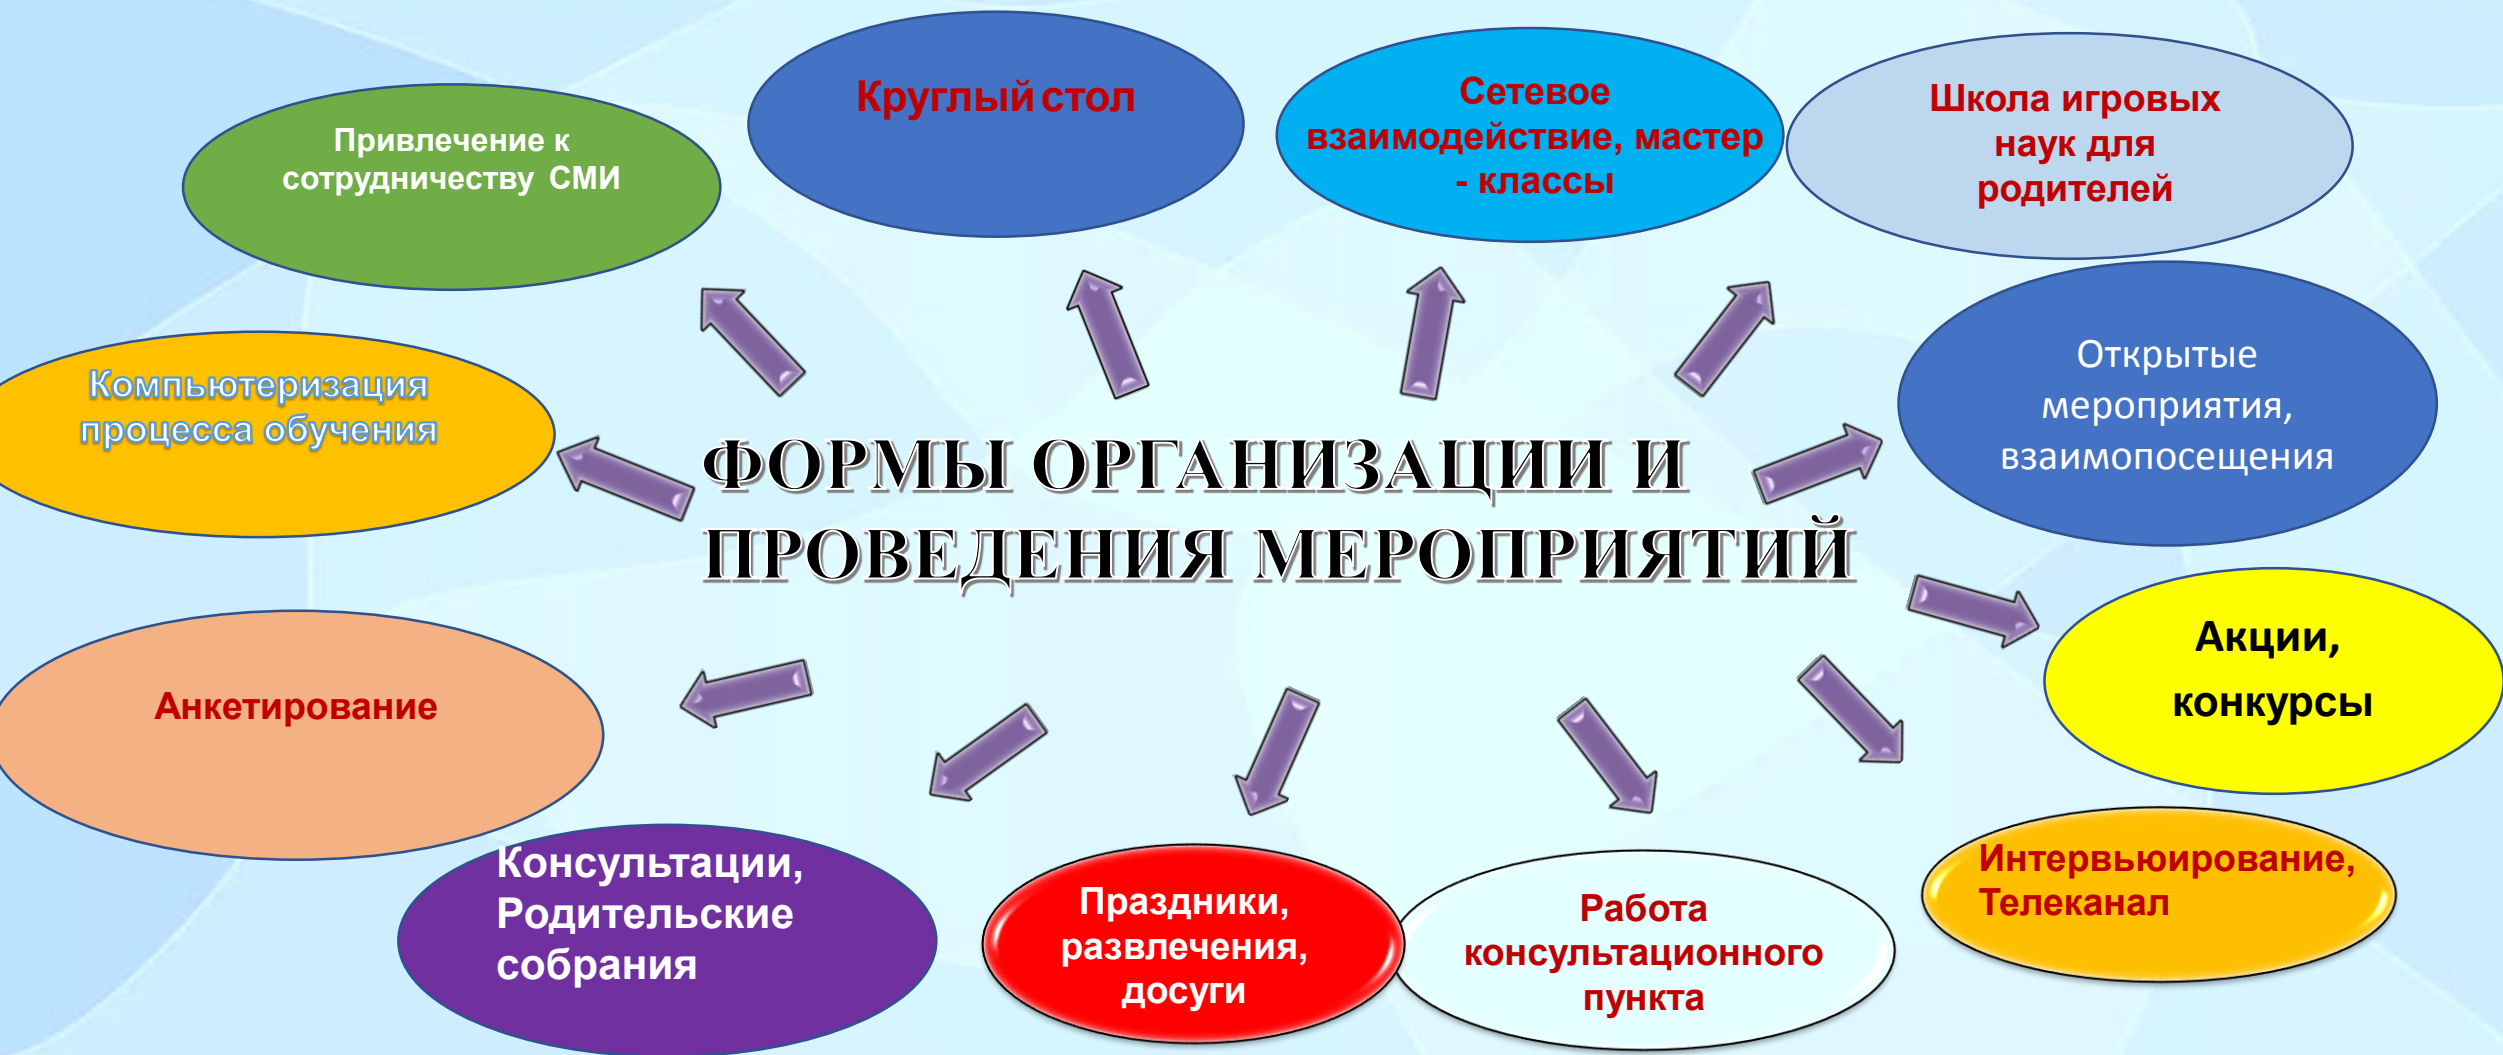 Круглый стол
Сетевое
взаимодействие, мастер
- классы
Школа игровых
наук для
родителей
Привлечение к
сотрудничеству СМИ
Открытые
мероприятия,
взаимопосещения
Компьютеризация
процесса обучения
ФОРМЫ ОРГАНИЗАЦИИ И
ПРОВЕДЕНИЯ МЕРОПРИЯТИЙ
Акции,
конкурсы
Анкетирование
Консультации,
Родительские
собрания
Праздники,
развлечения,
досуги
Работа
консультационного
пункта
Интервьюирование,
Телеканал